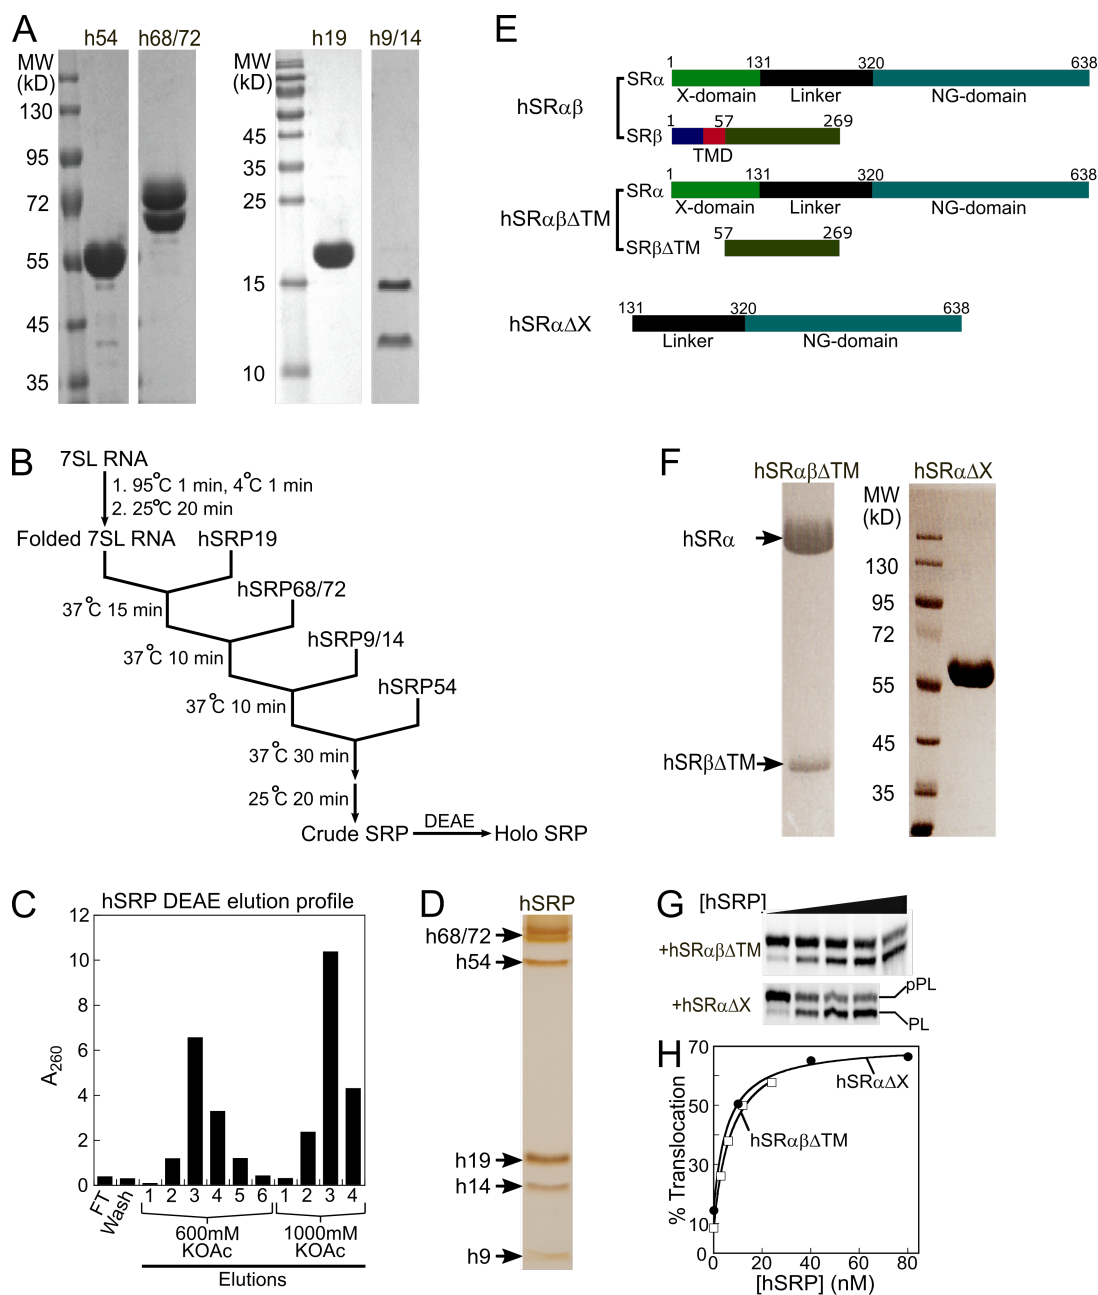 A
h54 h68/72
MW
(kD)
130
95
72
55
45
35
h19 h9/14
MW
(kD)
45
35
25
15
10
B
7SL RNA
1. 95°C 1 min, 4°C 1 min
2. 25°C 20 min
Folded 7SL RNA hSRP19
hSRP68/72
37°C 15 min
hSRP9/14
37°C 10 min
hSRP54
37°C 10 min
37°C 30 min
25°C 20 min
Crude SRP DEAE Holo SRP
C
hSRP DEAE elution profile
12
10
8
6
4
2
0
A260
FT Wash 1 2 3 4 5 6 1 2 3 4
600mM
KOAc
1000mM
KOAc
Elutions
D
hSRP
h68/72
h54
h19
h14
h9
E
hSRαβ
1 131 320 638
SRα
X-domain Linker NG-domain
1 57 269
SRβ
TMD
hSRαβΔTM
1 131 320 638
SRα
X-domain Linker NG-domain
57 269
SRβΔTM
131 320 638
hSRαΔX
Linker NG-domain
F
hSRαβΔTM hSRαΔX
hSRα
hSRβΔTM
MW
(kD)
130
95
72
55
45
35
G
[hSRP]
+hSRαβΔTM
+hSRαΔX
pPL
PL
H
70
50
30
10
0
% Translocation
hSRαΔX
hSRαβΔTM
0 20 40 60 80
[hSRP] (nM)